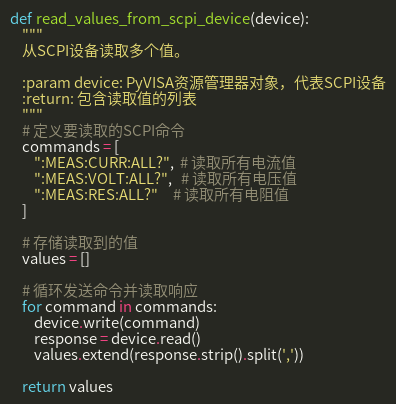 def read_values_from_scpi_device(device):
    """
    从SCPI设备读取多个值。

    :param device: PyVISA资源管理器对象，代表SCPI设备
    :return: 包含读取值的列表
    """
    # 定义要读取的SCPI命令
    commands = [
        ":MEAS:CURR:ALL?",  # 读取所有电流值
        ":MEAS:VOLT:ALL?",  # 读取所有电压值
        ":MEAS:RES:ALL?"    # 读取所有电阻值
    ]

    # 存储读取到的值
    values = []

    # 循环发送命令并读取响应
    for command in commands:
        device.write(command)
        response = device.read()
        values.extend(response.strip().split(','))

    return values